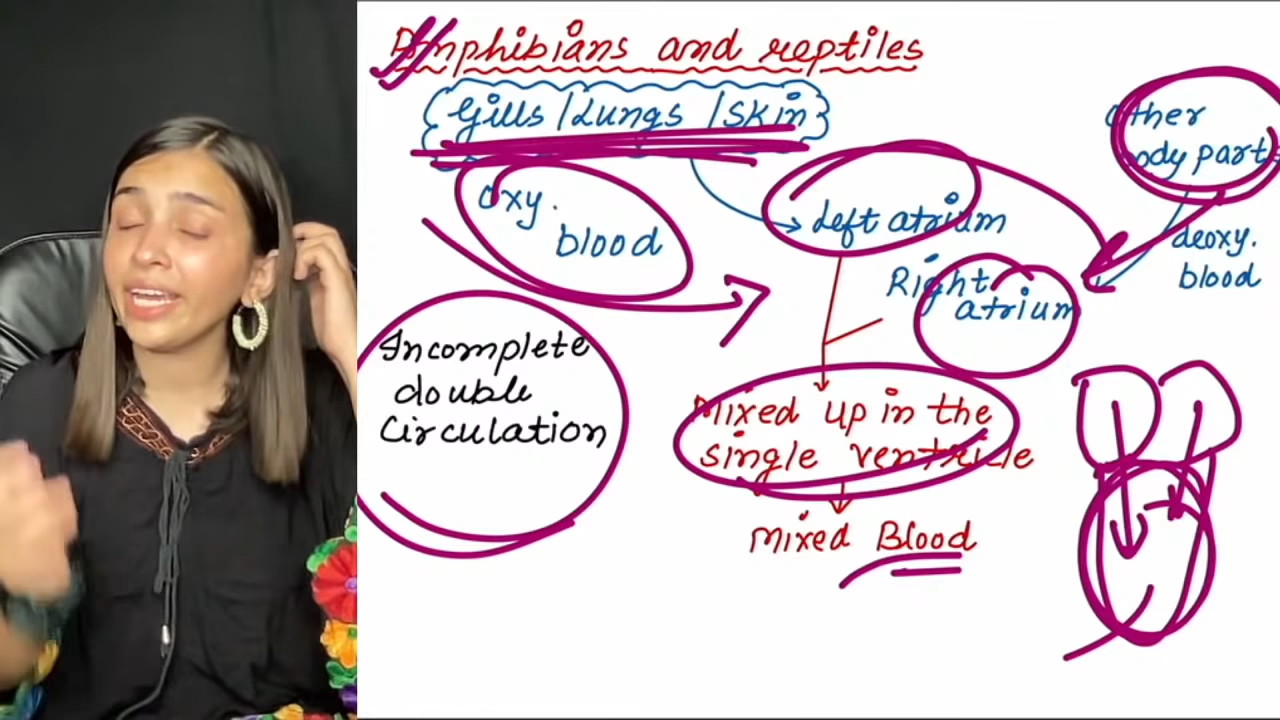 Amphibians and reptiles
Gills / Lungs / Skin
Other
body parts
oxy.
blood
Left atrium
deoxy.
blood
Right
atrium
Incomplete
double
Circulation
Mixed up in the
single ventricle
Mixed Blood